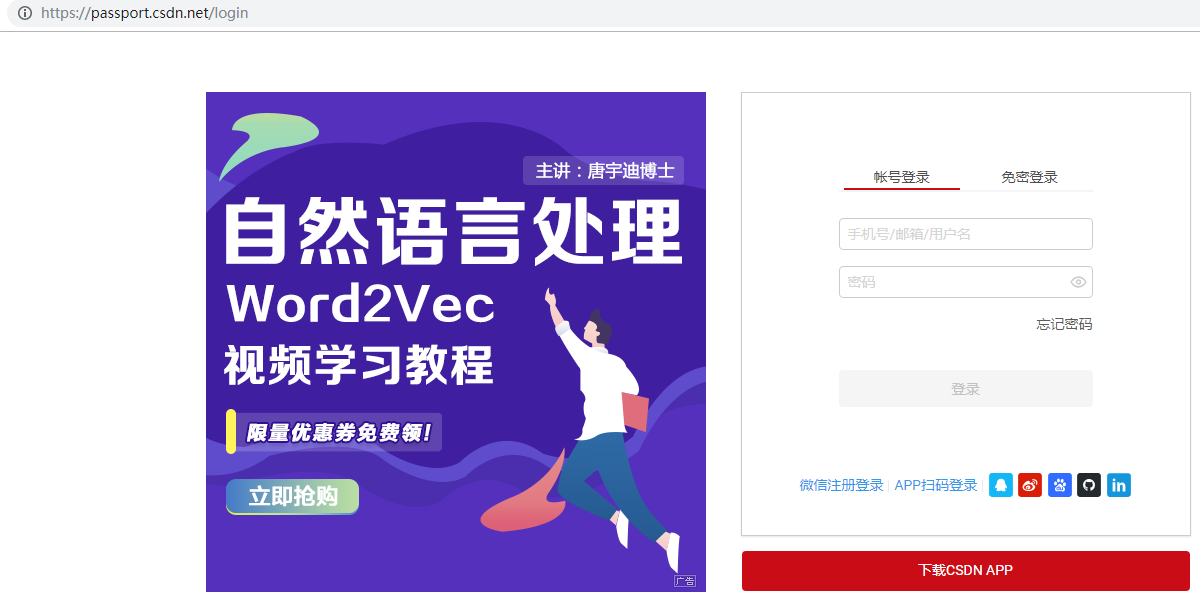 https://passport.csdn.net/login
主讲：唐宇迪博士
自然语言处理
Word2Vec
视频学习教程
限量优惠券免费领！
立即抢购
广告
帐号登录 免密登录
手机号/邮箱/用户名
密码
忘记密码
登录
微信注册登录 APP扫码登录 in
下载CSDN APP